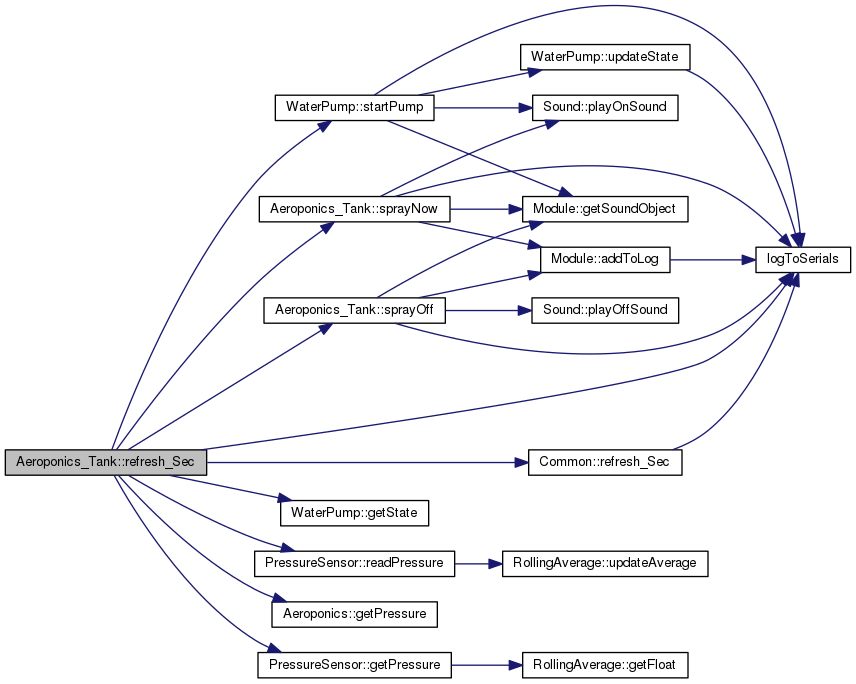 WaterPump::updateState
WaterPump::startPump
Sound::playOnSound
Aeroponics_Tank::sprayNow
Module::getSoundObject
Module::addToLog
logToSerials
Aeroponics_Tank::sprayOff
Sound::playOffSound
Aeroponics_Tank::refresh_Sec
Common::refresh_Sec
WaterPump::getState
PressureSensor::readPressure
RollingAverage::updateAverage
Aeroponics::getPressure
PressureSensor::getPressure
RollingAverage::getFloat